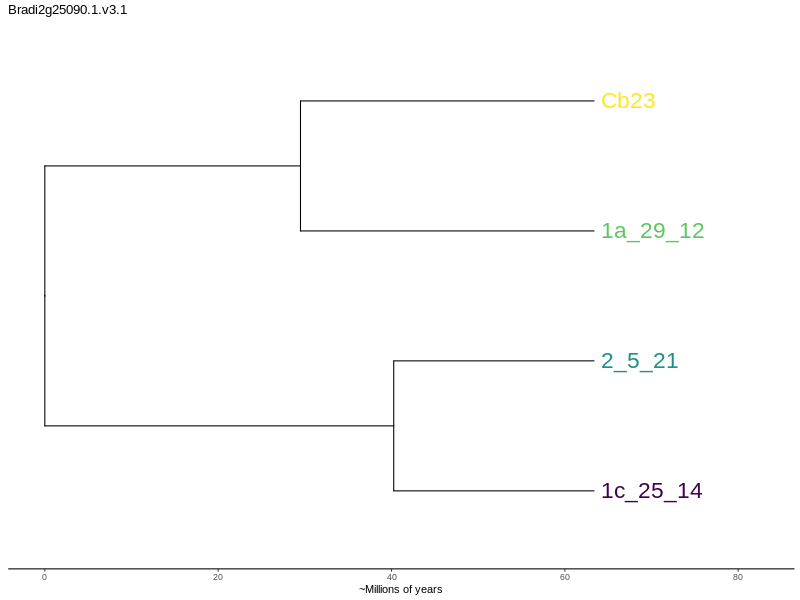 Bradi2g25090.1.v3.1
Cb23
1a_29_12
2_5_21
1c_25_14
0 20 40 60 80
~Millions of years